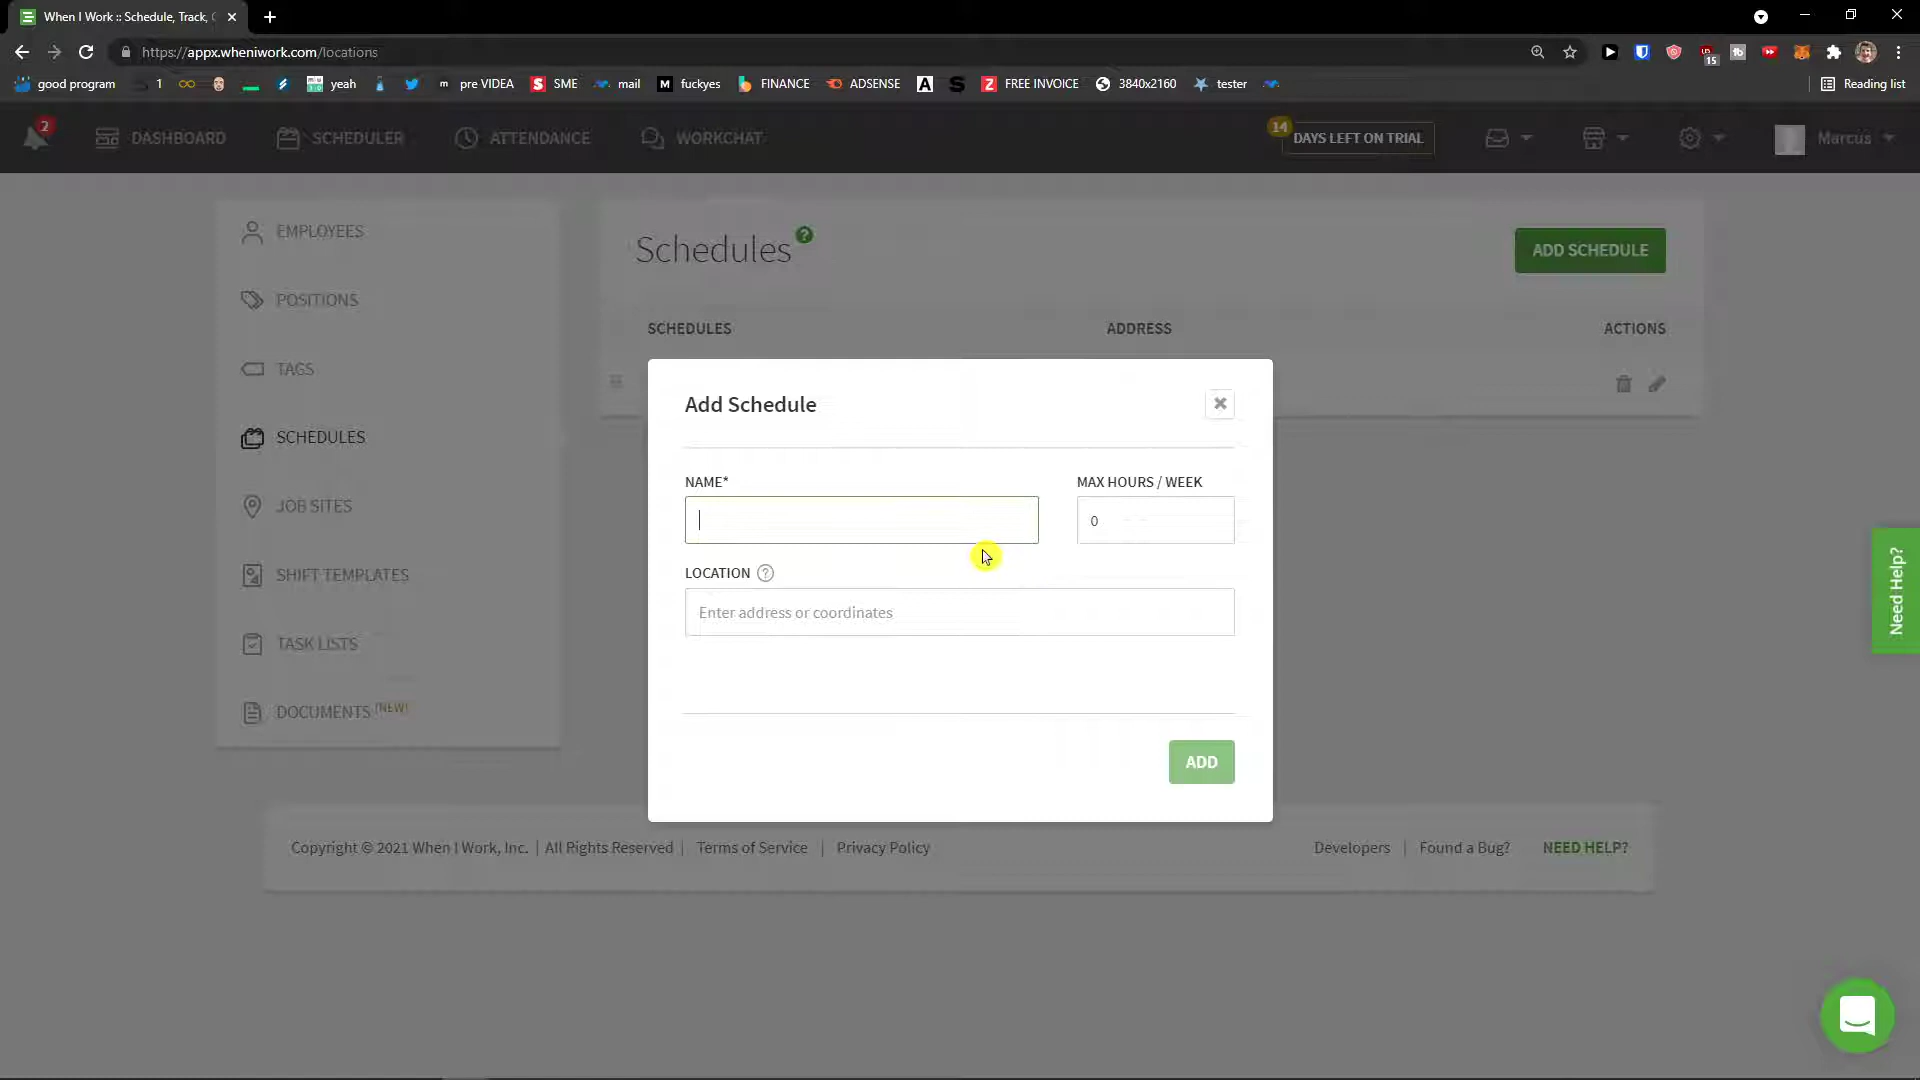 When I Work :: Schedule, Track,
https://appx.wheniwork.com/locations
15
good program
1
yeah
pre VIDEA
SME
mail
fuckyes
FINANCE
ADSENSE
FREE INVOICE
3840x2160
tester
Reading list
2
DASHBOARD
SCHEDULER
ATTENDANCE
WORKCHAT
14
DAYS LEFT ON TRIAL
Marcus
EMPLOYEES
POSITIONS
TAGS
SCHEDULES
JOB SITES
SHIFT TEMPLATES
TASK LISTS
DOCUMENTS (NEW!)
Schedules
ADD SCHEDULE
SCHEDULES
ADDRESS
ACTIONS
Add Schedule
NAME*
MAX HOURS / WEEK
0
LOCATION
Enter address or coordinates
ADD
Need Help?
Copyright © 2021 When I Work, Inc. | All Rights Reserved | Terms of Service | Privacy Policy
Developers | Found a Bug? NEED HELP?